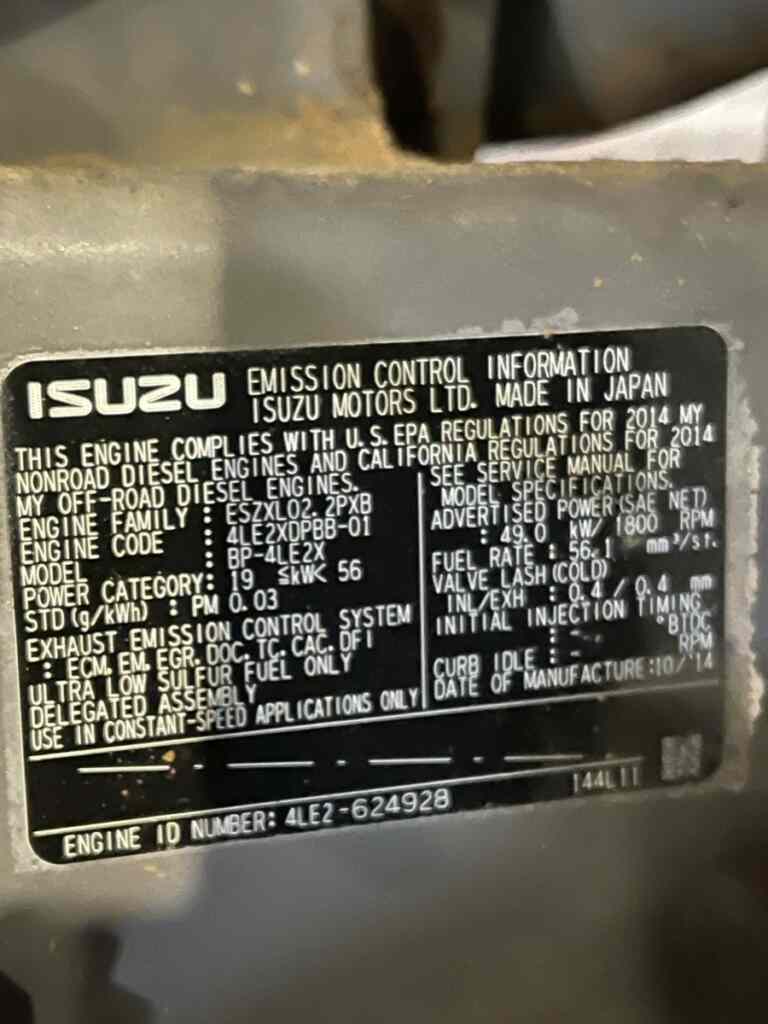 ISUZU EMISSION CONTROL INFORMATION
ISUZU MOTORS LTD. MADE IN JAPAN
THIS ENGINE COMPLIES WITH U.S.EPA REGULATIONS FOR 2014 MY
NONROAD DIESEL ENGINES AND CALIFORNIA REGULATIONS FOR 2014
MY OFF-ROAD DIESEL ENGINES.
ENGINE FAMILY : ESZXL02.2PXB
ENGINE CODE : 4LE2XDPBB-01
MODEL : BP-4LE2X
POWER CATEGORY: 19 ≦kW< 56
STD (g/kWh) : PM 0.03
EXHAUST EMISSION CONTROL SYSTEM
: ECM, EM, EGR, DOC, TC, CAC, DFI
ULTRA LOW SULFUR FUEL ONLY
DELEGATED ASSEMBLY
USE IN CONSTANT-SPEED APPLICATIONS ONLY
SEE SERVICE MANUAL FOR
MODEL SPECIFICATIONS.
ADVERTISED POWER(SAE NET)
: 49.0 kW/ 1800 RPM
FUEL RATE : 56.1 mm³/st.
VALVE LASH(COLD)
INL/EXH : 0.4 / 0.4 mm
INITIAL INJECTION TIMING
: - °BTDC
CURB IDLE : - RPM
DATE OF MANUFACTURE:10/'14
144L11
ENGINE ID NUMBER: 4LE2-624928